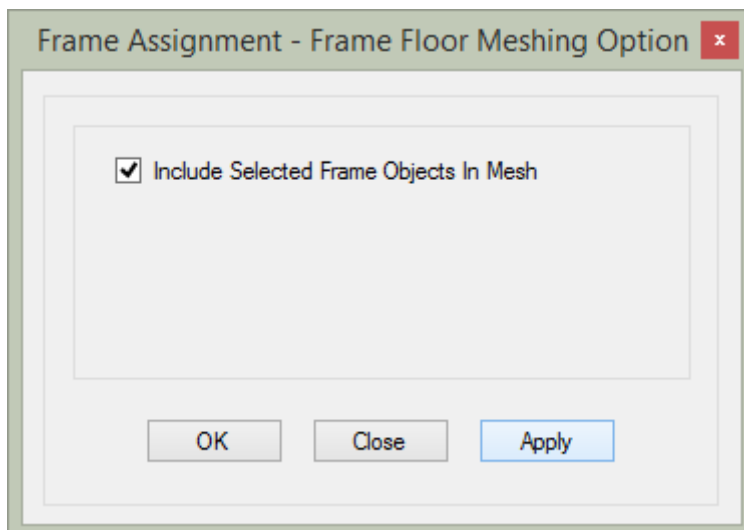 Frame Assignment - Frame Floor Meshing Option x
Include Selected Frame Objects In Mesh
OK Close Apply